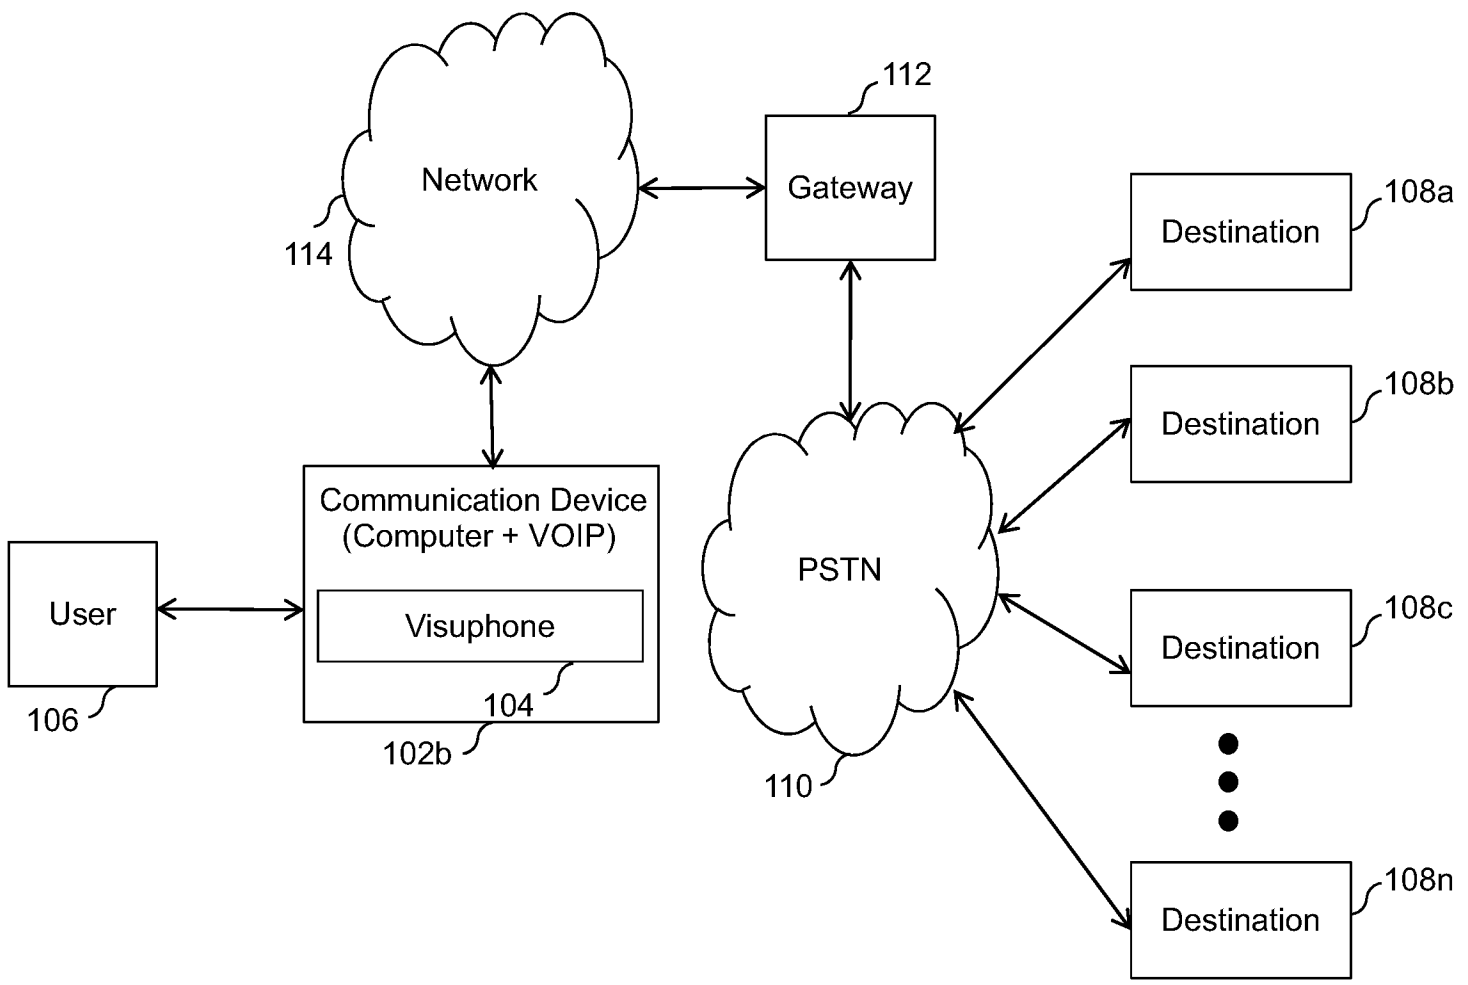 112
Network
Gateway
114
Destination
108a
Destination
108b
Communication Device
(Computer + VOIP)
Visuphone
104
102b
User
106
PSTN
110
Destination
108c
Destination
108n